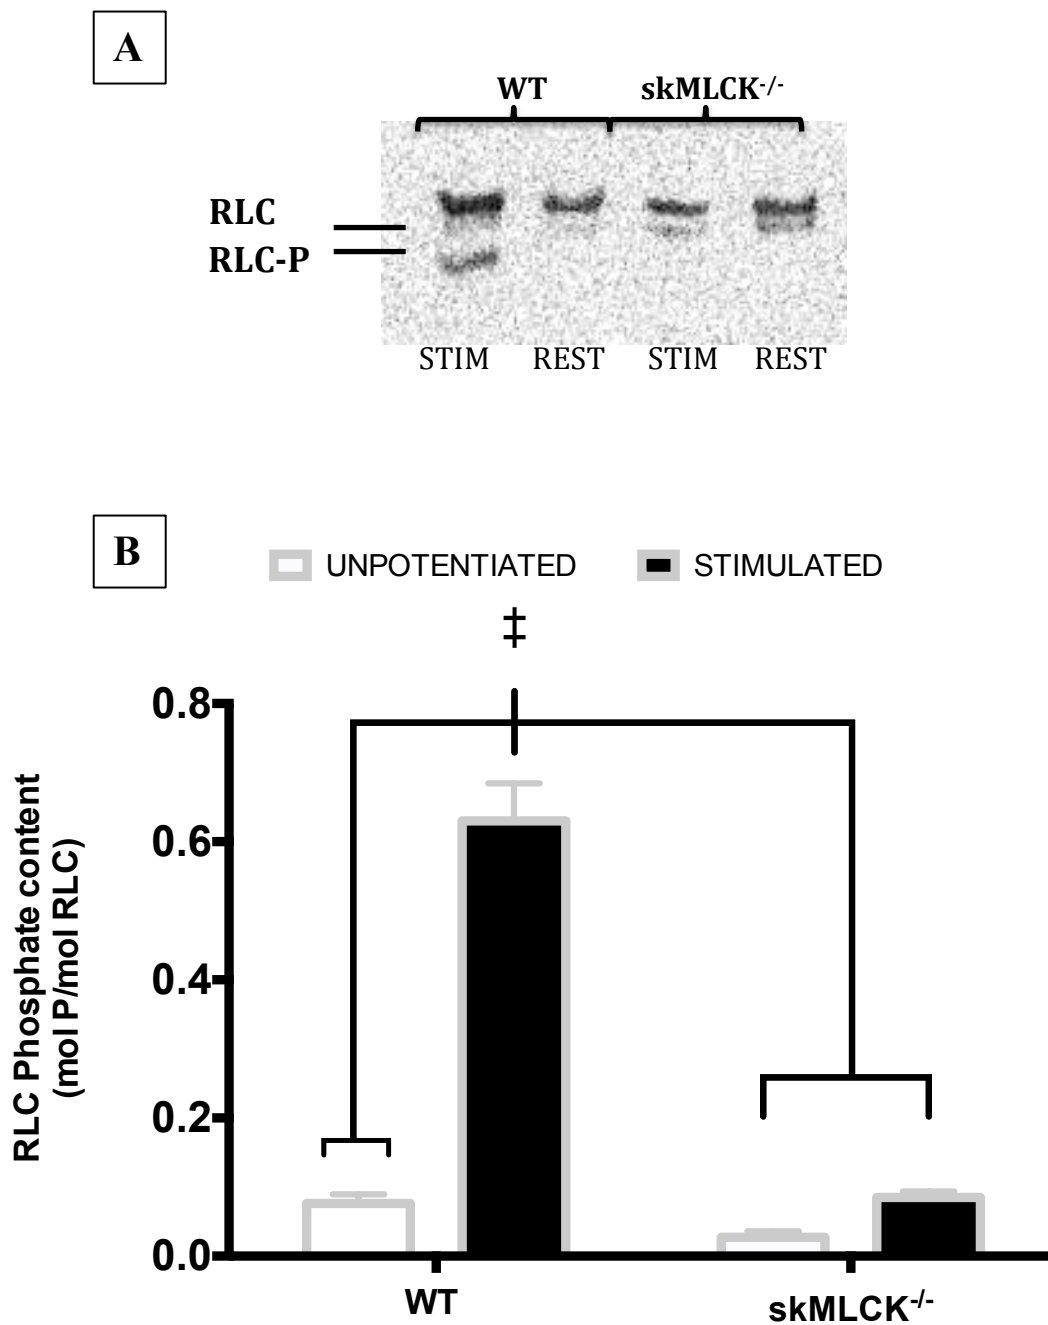 A
WT skMLCK-/-
RLC
RLC-P
STIM REST STIM REST
B
UNPOTENTIATED STIMULATED
‡
0.8
0.6
0.4
0.2
0.0
RLC Phosphate content
(mol P/mol RLC)
WT skMLCK-/-